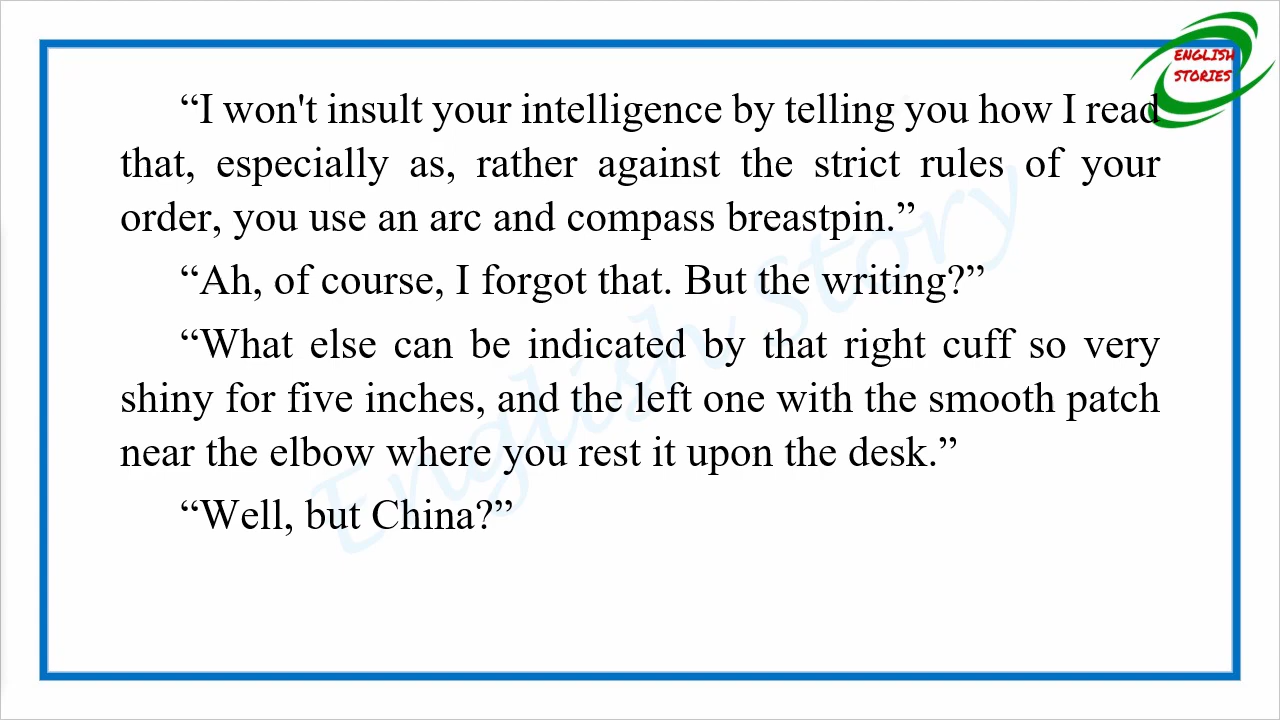 ENGLISH
STORIES
“I won't insult your intelligence by telling you how I read
that, especially as, rather against the strict rules of your
order, you use an arc and compass breastpin.”
“Ah, of course, I forgot that. But the writing?”
“What else can be indicated by that right cuff so very
shiny for five inches, and the left one with the smooth patch
near the elbow where you rest it upon the desk.”
“Well, but China?”
English Story